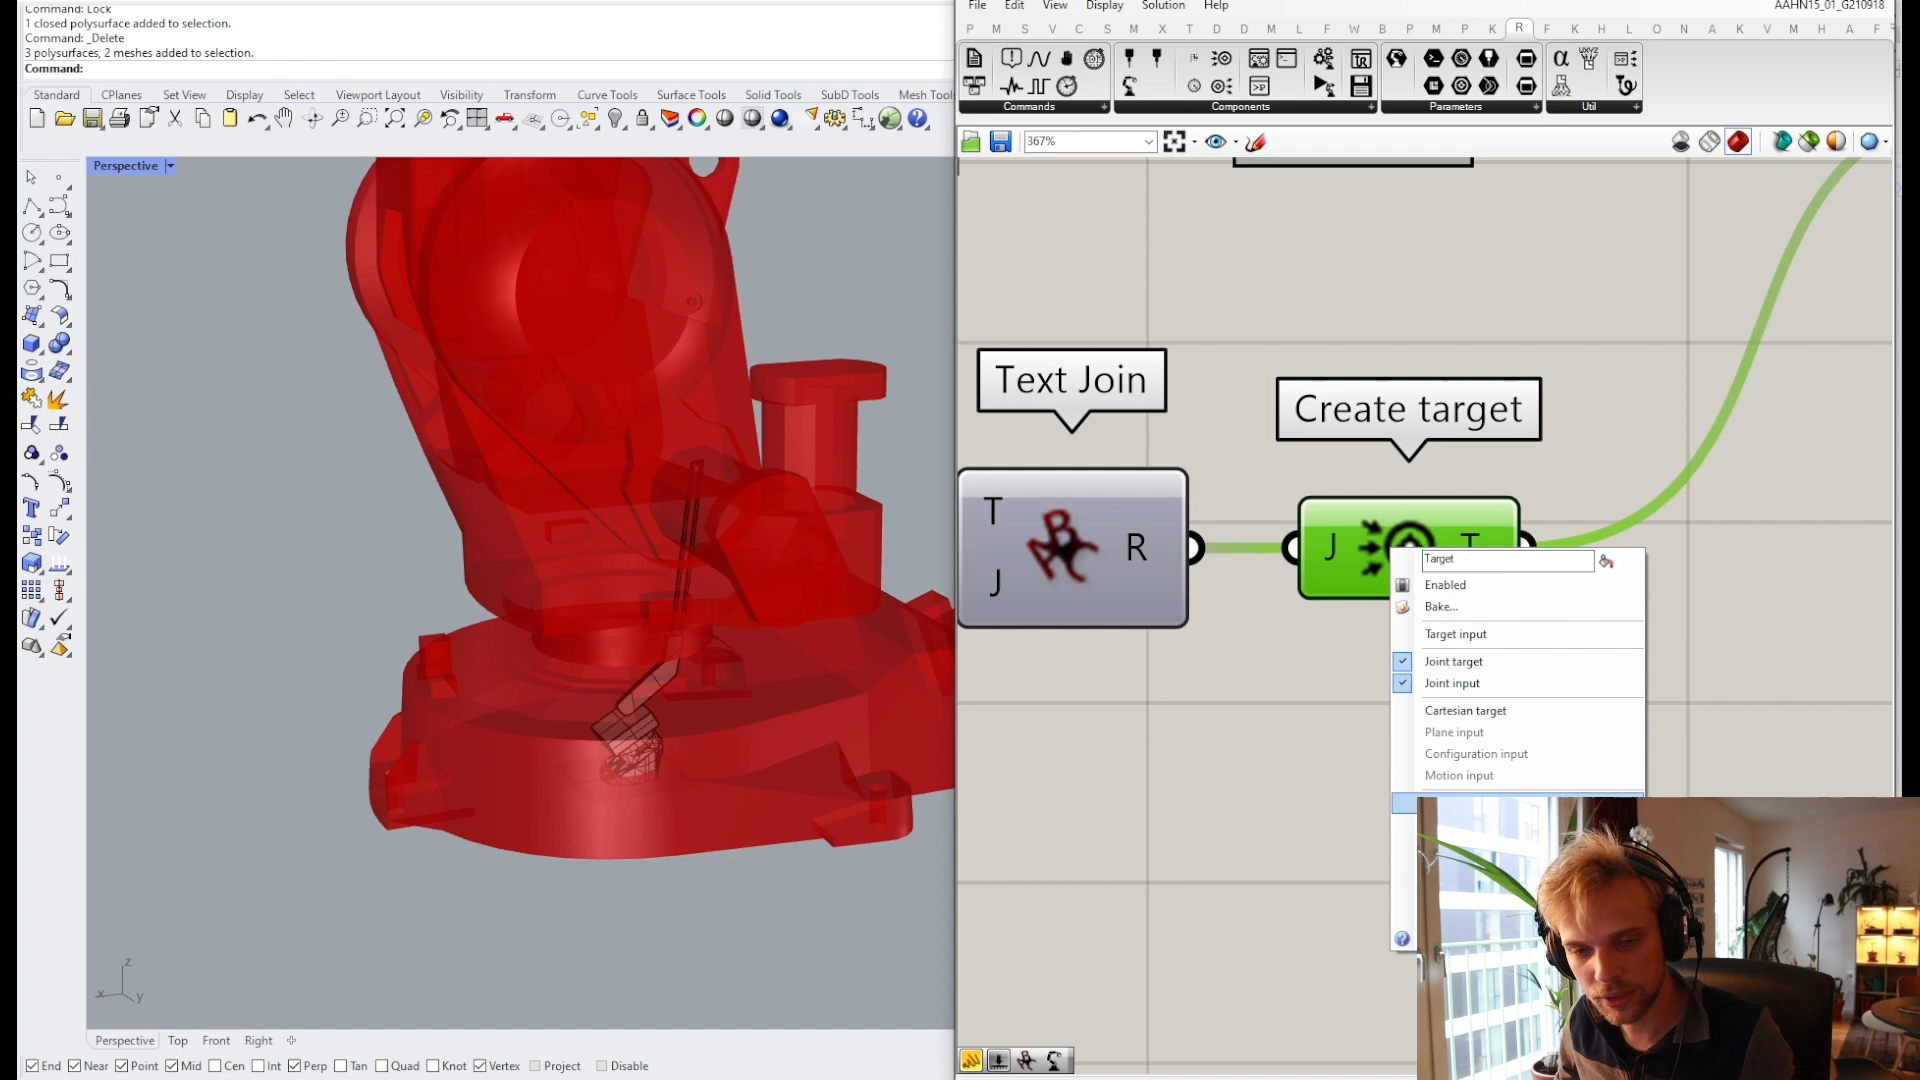 Command: Lock
1 closed polysurface added to selection.
Command: _Delete
3 polysurfaces, 2 meshes added to selection.
Command:
Standard CPlanes Set View Display Select Viewport Layout Visibility Transform Curve Tools Surface Tools Solid Tools SubD Tools Mesh Tool
Perspective
z
x
y
Perspective Top Front Right
End Near Point Mid Cen Int Perp Tan Quad Knot Vertex Project Disable
File Edit View Display Solution Help AAHN15_01_G210918
P M S V C S M X T D D M L F W B P M P K R F K H L O N A K V M H A F
Commands Components Parameters Util
367%
Text Join
T
J
R
Create target
J
T
Target
Enabled
Bake...
Target input
Joint target
Joint input
Cartesian target
Plane input
Configuration input
Motion input